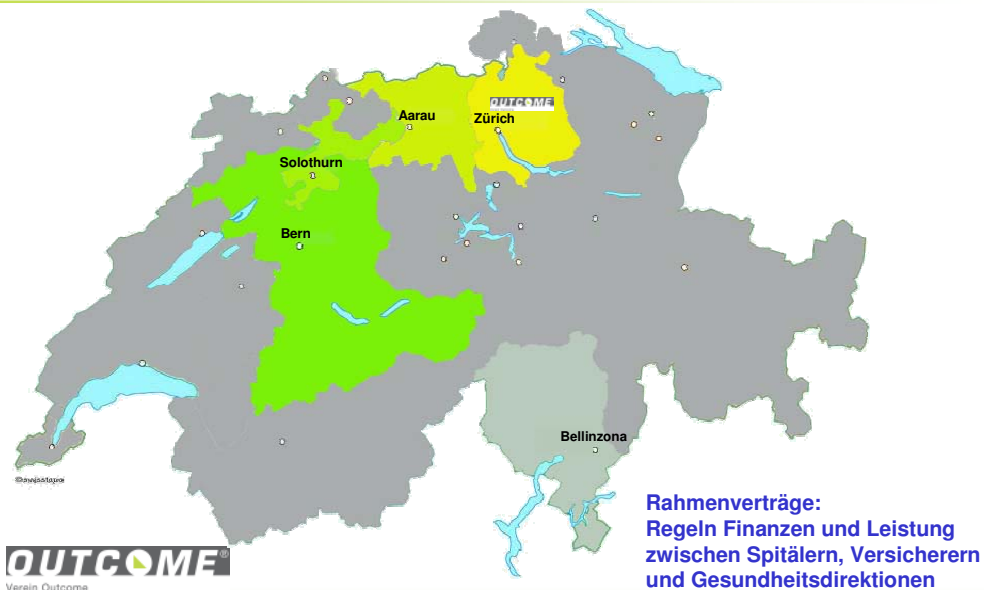 OUTCOME
Aarau
Zürich
Solothurn
Bern
Bellinzona
Rahmenverträge:
Regeln Finanzen und Leistung
zwischen Spitälern, Versicherern
und Gesundheitsdirektionen
OUTCOME®
Verein Outcome